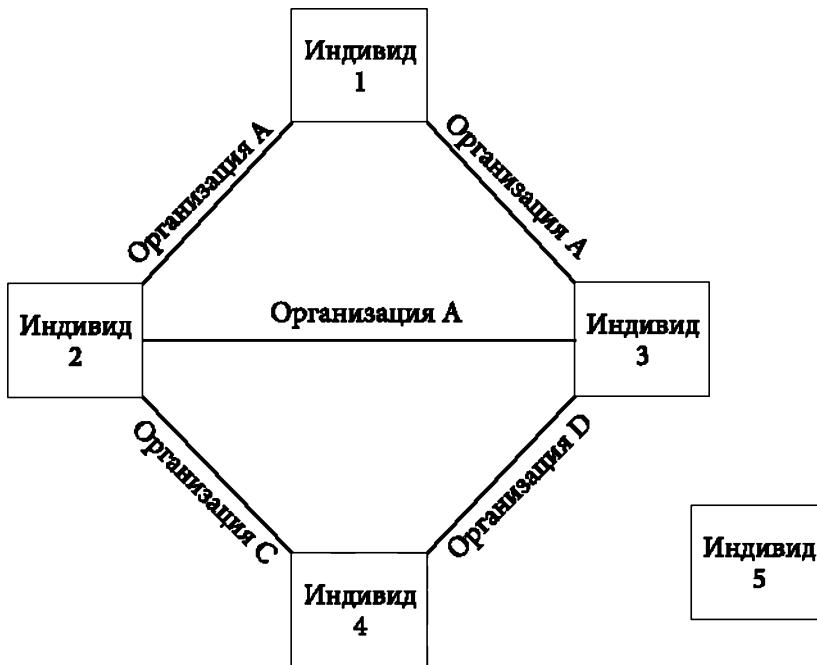 Индивид
1
Организация A
Организация A
Индивид
2
Организация A
Индивид
3
Организация C
Организация D
Индивид
4
Индивид
5